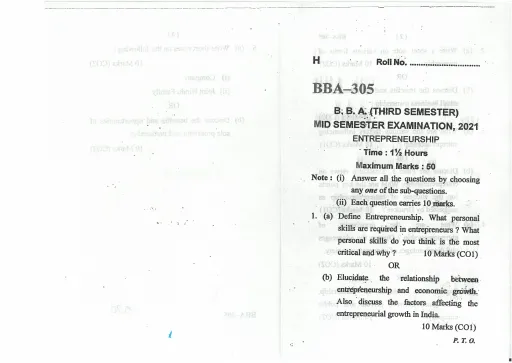 H Roll No. ..............................
BBA–305
B. B. A. (THIRD SEMESTER)
MID SEMESTER EXAMINATION, 2021
ENTREPRENEURSHIP
Time : 1½ Hours
Maximum Marks : 50
Note : (i) Answer all the questions by choosing
any one of the sub-questions.
(ii) Each question carries 10 marks.
1. (a) Define Entrepreneurship. What personal
skills are required in entrepreneurs ? What
personal skills do you think is the most
critical and why ? 10 Marks (CO1)
OR
(b) Elucidate the relationship between
entrepreneurship and economic growth.
Also discuss the factors affecting the
entrepreneurial growth in India.
10 Marks (CO1)
P. T. O.